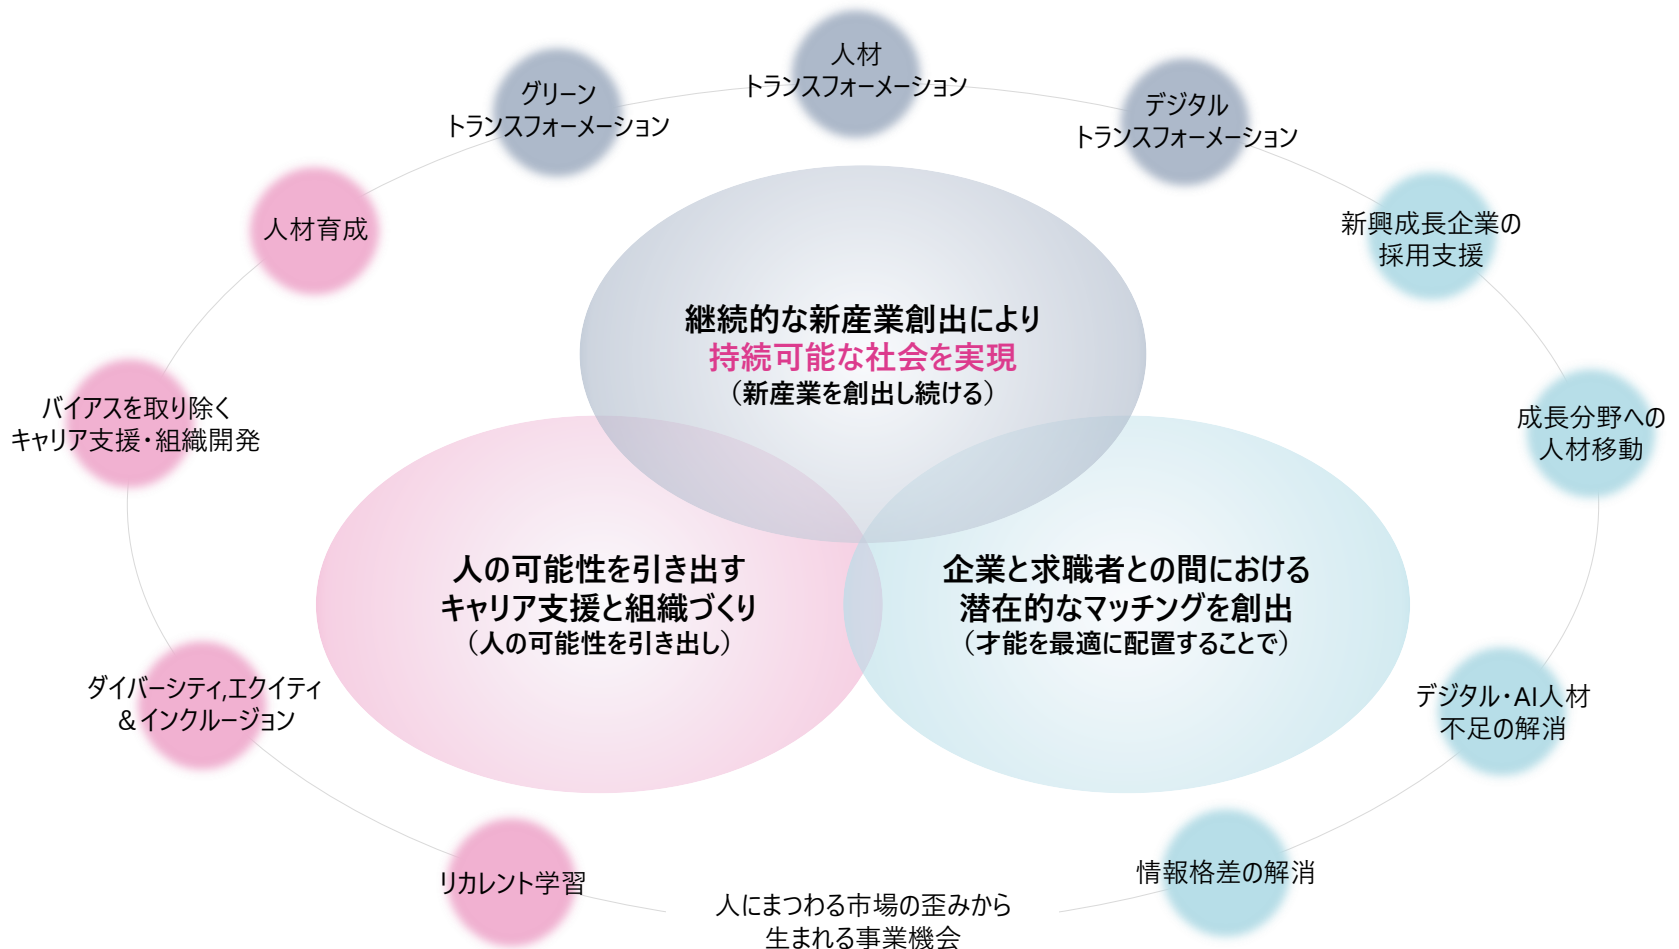 人材
トランスフォーメーション
グリーン
トランスフォーメーション
デジタル
トランスフォーメーション
人材育成
新興成長企業の
採用支援
継続的な新産業創出により
持続可能な社会を実現
（新産業を創出し続ける）
バイアスを取り除く
キャリア支援・組織開発
成長分野への
人材移動
人の可能性を引き出す
キャリア支援と組織づくり
（人の可能性を引き出し）
企業と求職者との間における
潜在的なマッチングを創出
（才能を最適に配置することで）
ダイバーシティ,エクイティ
＆インクルージョン
デジタル・AI人材
不足の解消
リカレント学習
情報格差の解消
人にまつわる市場の歪みから
生まれる事業機会